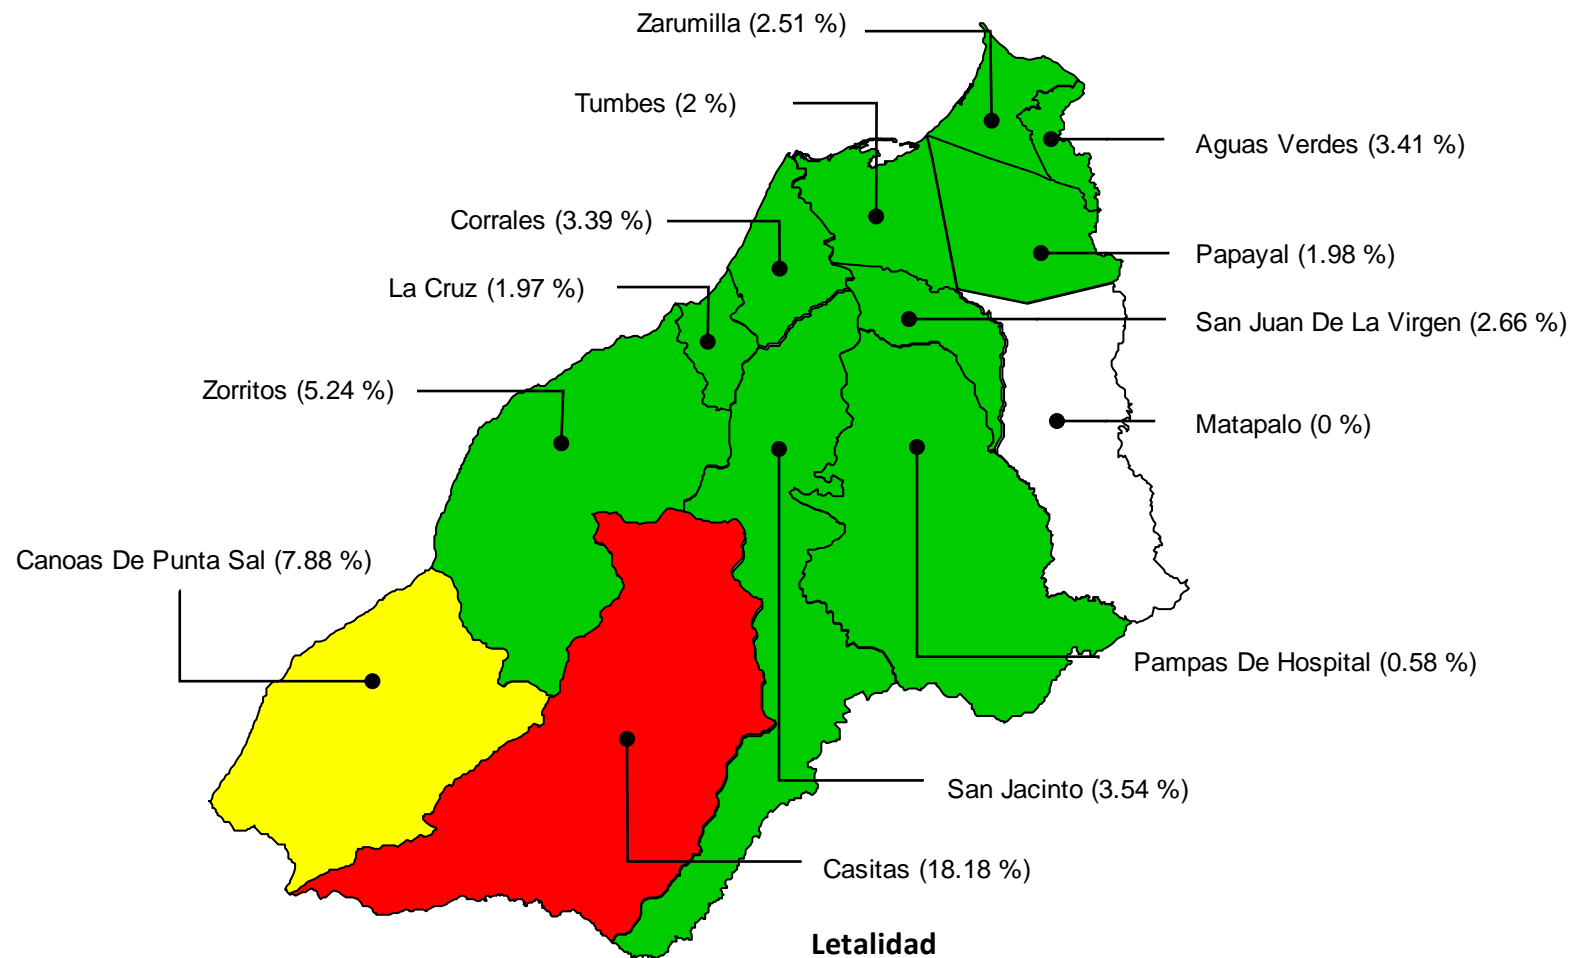 Zarumilla (2.51 %)
Tumbes (2 %)
Aguas Verdes (3.41 %)
Corrales (3.39 %)
Papayal (1.98 %)
La Cruz (1.97 %)
San Juan De La Virgen (2.66 %)
Zorritos (5.24 %)
Matapalo (0 %)
Canoas De Punta Sal (7.88 %)
Pampas De Hospital (0.58 %)
San Jacinto (3.54 %)
Casitas (18.18 %)
Letalidad